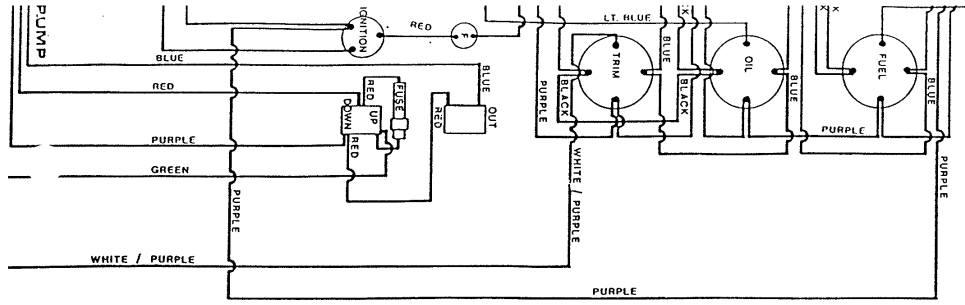 PUMP
IGNITION
RED
F
LT. BLUE
BLUE
BLUE
TRIM
BLUE
OIL
BLUE
FUEL
BLUE
RED
RED
FUSE
RED
OUT
PURPLE
BLACK
BLACK
UP
DOWN
PURPLE
PURPLE
RED
GREEN
WHITE / PURPLE
PURPLE
PURPLE
WHITE / PURPLE
PURPLE